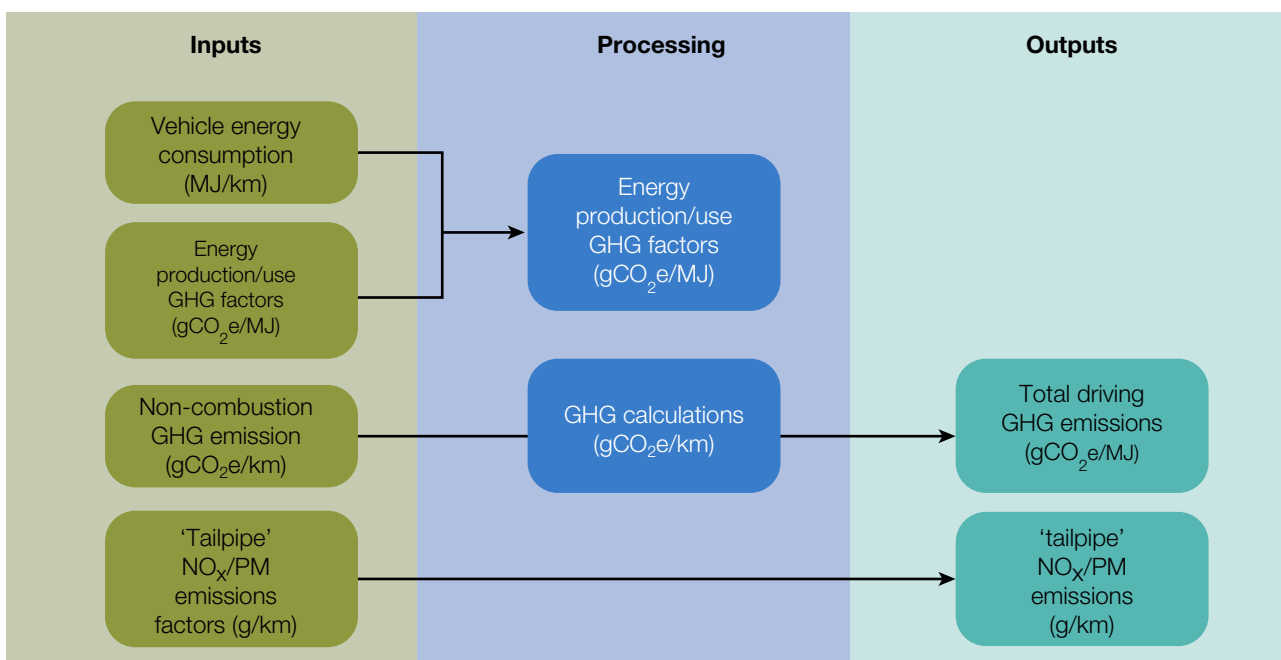 Inputs
Processing
Outputs
Vehicle energy
consumption
(MJ/km)
Energy
production/use
GHG factors
(gCO₂e/MJ)
Non-combustion
GHG emission
(gCO₂e/km)
‘Tailpipe’
NOₓ/PM
emissions
factors (g/km)
Energy
production/use
GHG factors
(gCO₂e/MJ)
GHG calculations
(gCO₂e/km)
Total driving
GHG emissions
(gCO₂e/MJ)
‘tailpipe’
NOₓ/PM
emissions
(g/km)